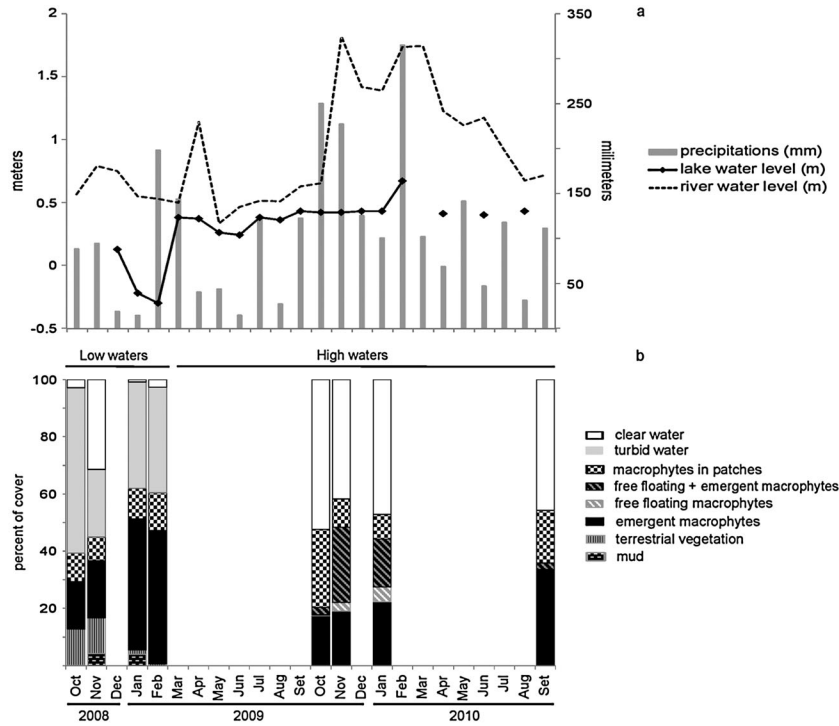 2
1.5
1
0.5
0
-0.5
meters
350
250
150
50
milimeters
a
precipitations (mm)
lake water level (m)
river water level (m)
Low waters
High waters
b
100
80
60
40
20
percent of cover
clear water
turbid water
macrophytes in patches
free floating + emergent macrophytes
free floating macrophytes
emergent macrophytes
terrestrial vegetation
mud
Oct Nov Dec Jan Feb Mar Apr May Jun Jul Aug Set Oct Nov Dec Jan Feb Mar Apr May Jun Jul Aug Set
2008 2009 2010